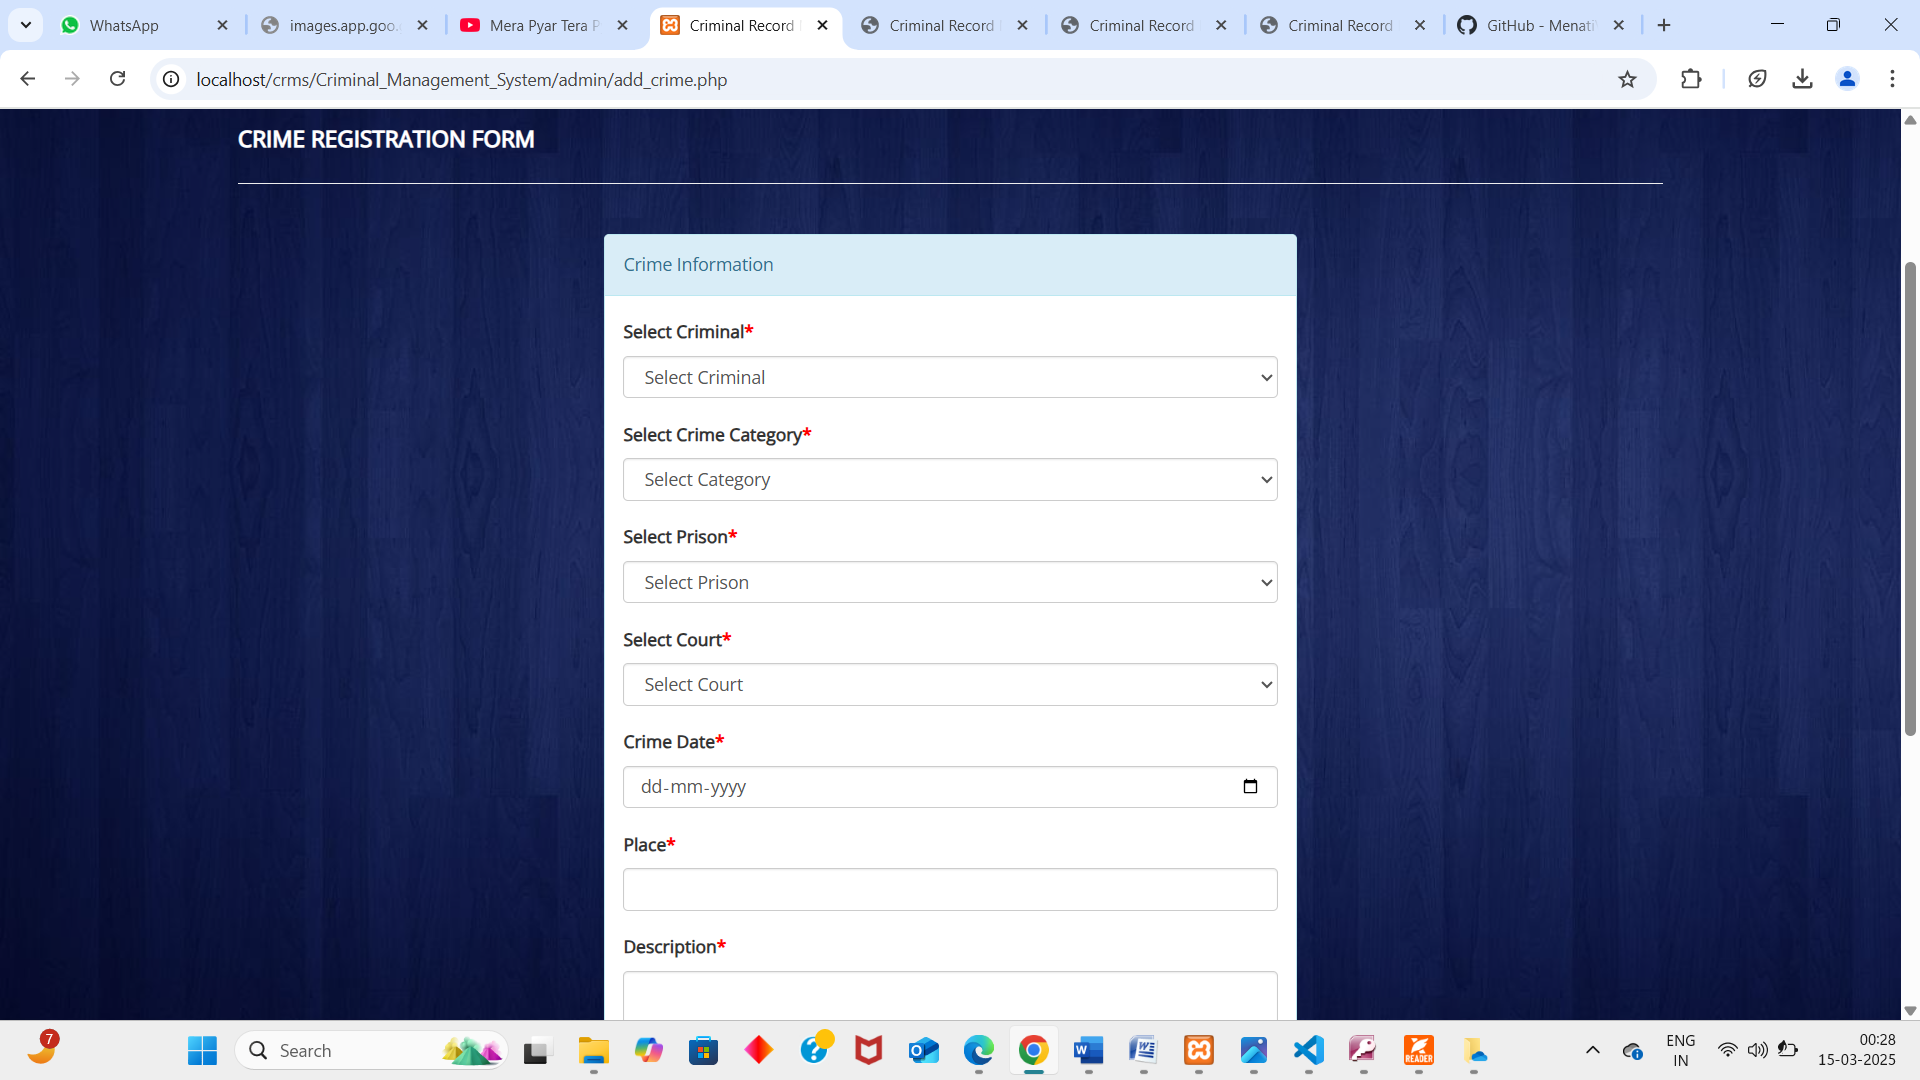 WhatsApp
images.app.goo.
Mera Pyar Tera P
Criminal Record
Criminal Record
Criminal Record
Criminal Record
GitHub - Menati
localhost/crms/Criminal_Management_System/admin/add_crime.php
CRIME REGISTRATION FORM
Crime Information
Select Criminal*
Select Criminal
Select Crime Category*
Select Category
Select Prison*
Select Prison
Select Court*
Select Court
Crime Date*
dd-mm-yyyy
Place*
Description*
7
Search
READER
ENG
IN
00:28
15-03-2025